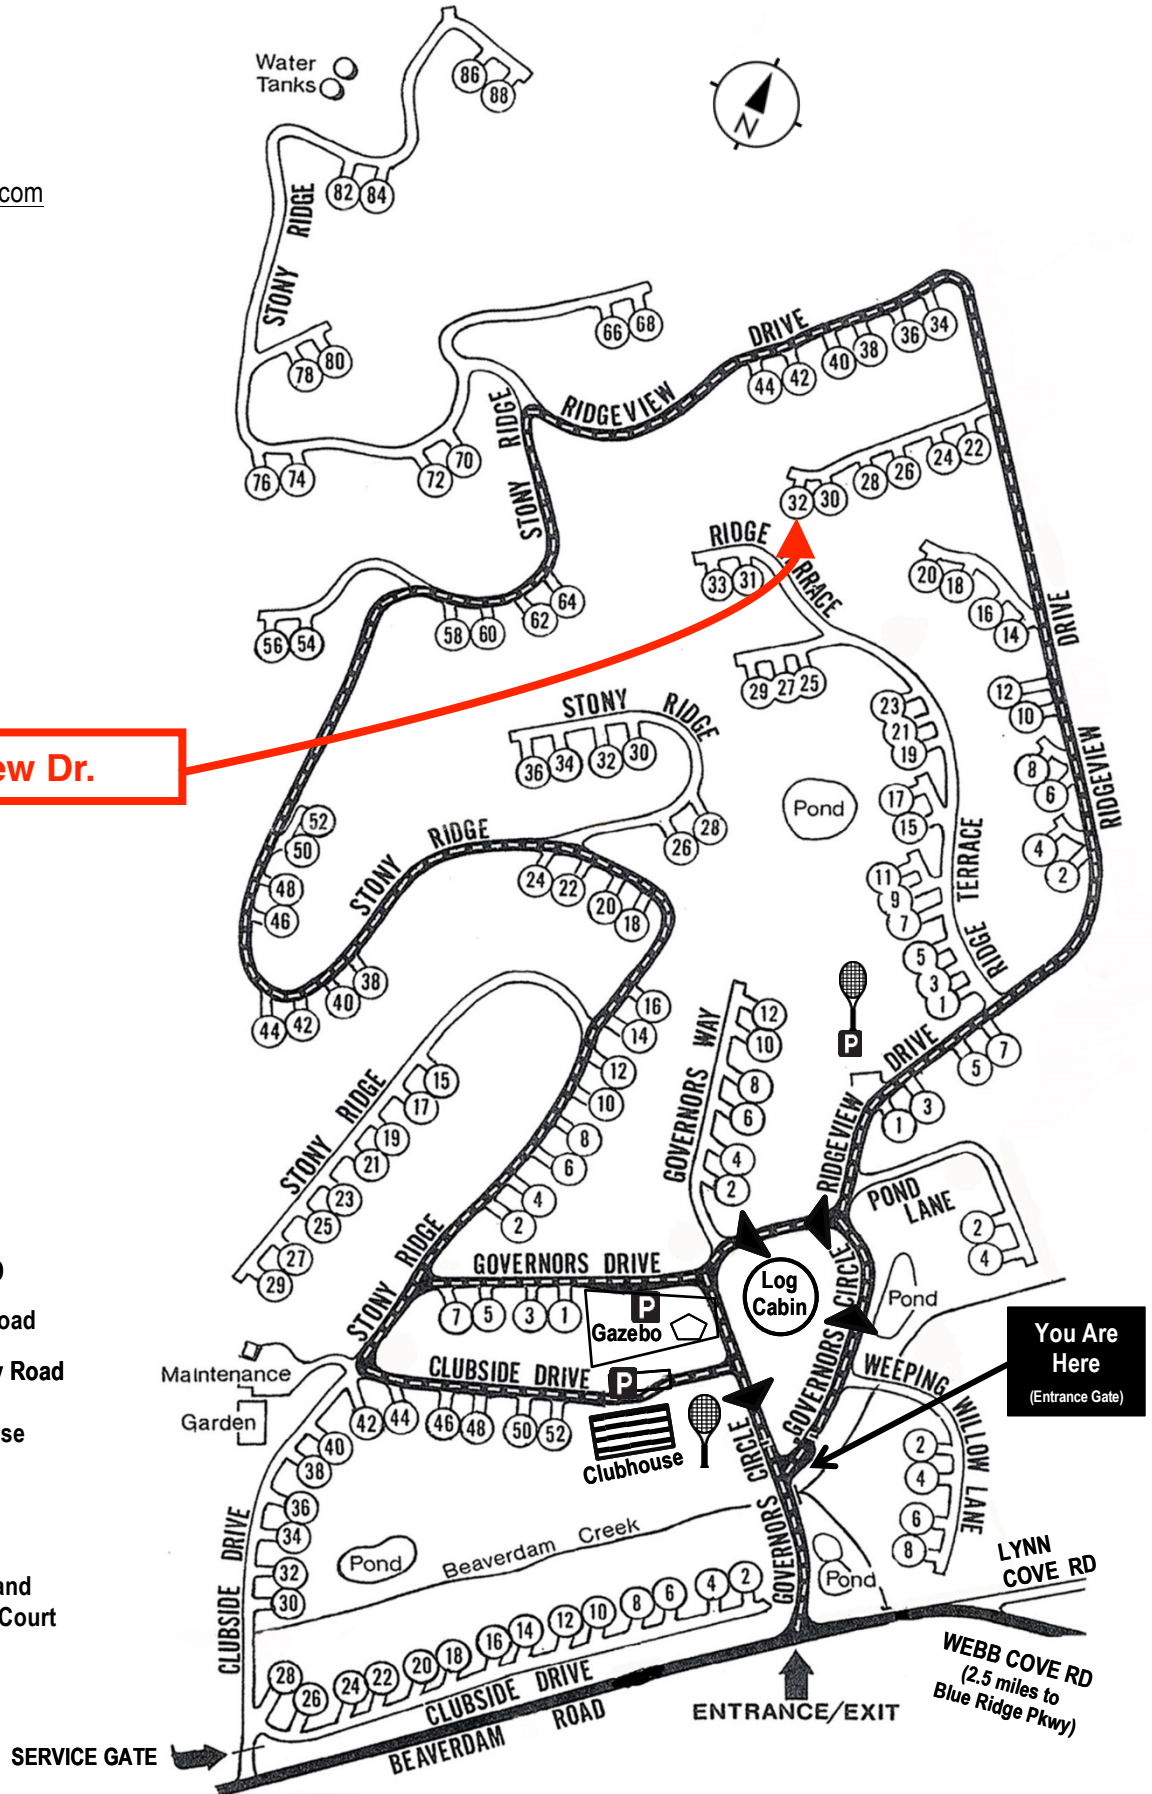 Water
Tanks
86
88
N
82
84
com
STONY RIDGE
66
68
DRIVE
34
36
38
40
42
44
78
80
RIDGEVIEW
STONY RIDGE
70
72
74
76
22
24
26
28
30
32
RIDGE
RRACE
33
31
20
18
16
14
DRIVE
64
62
60
58
56
54
29
27
25
12
10
23
21
19
STONY RIDGE
36
34
32
30
ew Dr.
RIDGEVIEW
8
6
Pond
17
15
28
26
52
50
STONY RIDGE
4
2
24
22
20
18
48
46
11
9
7
TERRACE
RIDGE
5
3
1
38
40
42
44
16
14
GOVERNORS WAY
12
10
P
DRIVE
7
5
15
17
12
10
8
6
3
1
STONY RIDGE
19
21
8
6
4
2
RIDGEVIEW
23
25
4
2
POND
LANE
2
4
27
29
STONY RIDGE
GOVERNORS DRIVE
Log
Cabin
GOVERNORS CIRCLE
Pond
7
5
3
1
P
Gazebo
oad
You Are
Here
(Entrance Gate)
Maintenance
y Road
CLUBSIDE DRIVE
P
WEEPING WILLOW LANE
Garden
42
44
46
48
50
52
se
Clubhouse
GOVERNORS CIRCLE
40
38
36
34
32
30
2
4
6
8
CLUBSIDE DRIVE
Pond
Beaverdam Creek
Pond
LYNN
COVE RD
and
Court
28
26
24
22
20
18
16
14
12
10
8
6
4
2
CLUBSIDE DRIVE
BEAVERDAM ROAD
ENTRANCE/EXIT
WEBB COVE RD
(2.5 miles to
Blue Ridge Pkwy)
SERVICE GATE